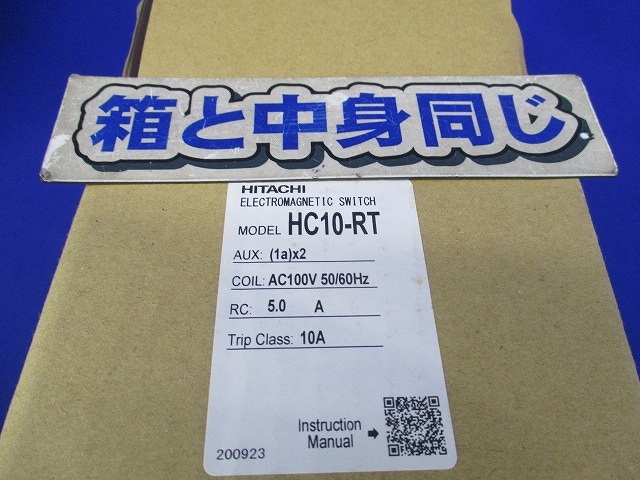 箱と中身同じ
HITACHI
ELECTROMAGNETIC SWITCH
MODEL HC10-RT
AUX: (1a)x2
COIL: AC100V 50/60Hz
RC: 5.0 A
Trip Class: 10A
Instruction
Manual
200923